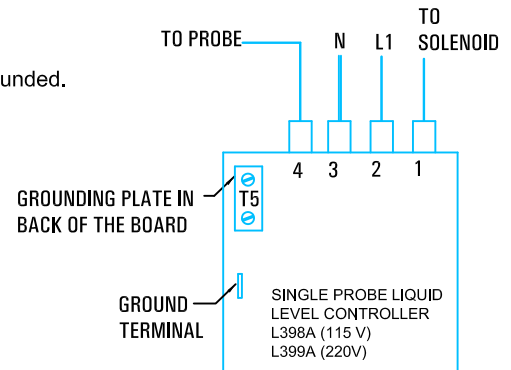 TO
TO PROBE N L1 SOLENOID
unded.
4 3 2 1
GROUNDING PLATE IN
BACK OF THE BOARD
T5
GROUND
TERMINAL
SINGLE PROBE LIQUID
LEVEL CONTROLLER
L398A (115 V)
L399A (220V)